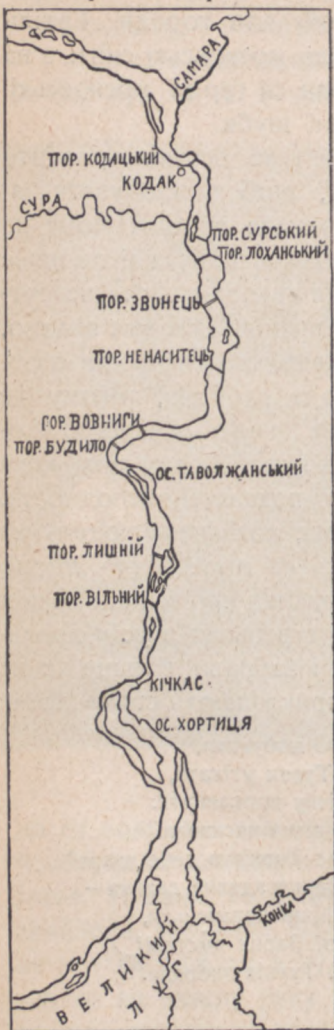 САМАРА
ПОР. КОДАЦЬКИЙ
КОДАК
СУРА
ПОР. СУРСЬКИЙ
ПОР. ЛОХАНСЬКИЙ
ПОР. ЗВОНЕЦЬ
ПОР. НЕНАСИТЕЦЬ
ГОР. ВОВНИГИ
ПОР. БУДИЛО
ОС. ТАВОЛЖАНСЬКИЙ
ПОР. ЛИШНІЙ
ПОР. ВІЛЬНИЙ
КІЧКАС
ОС. ХОРТИЦЯ
КОНКА
ВЕЛИКИЙ
ЛУГ